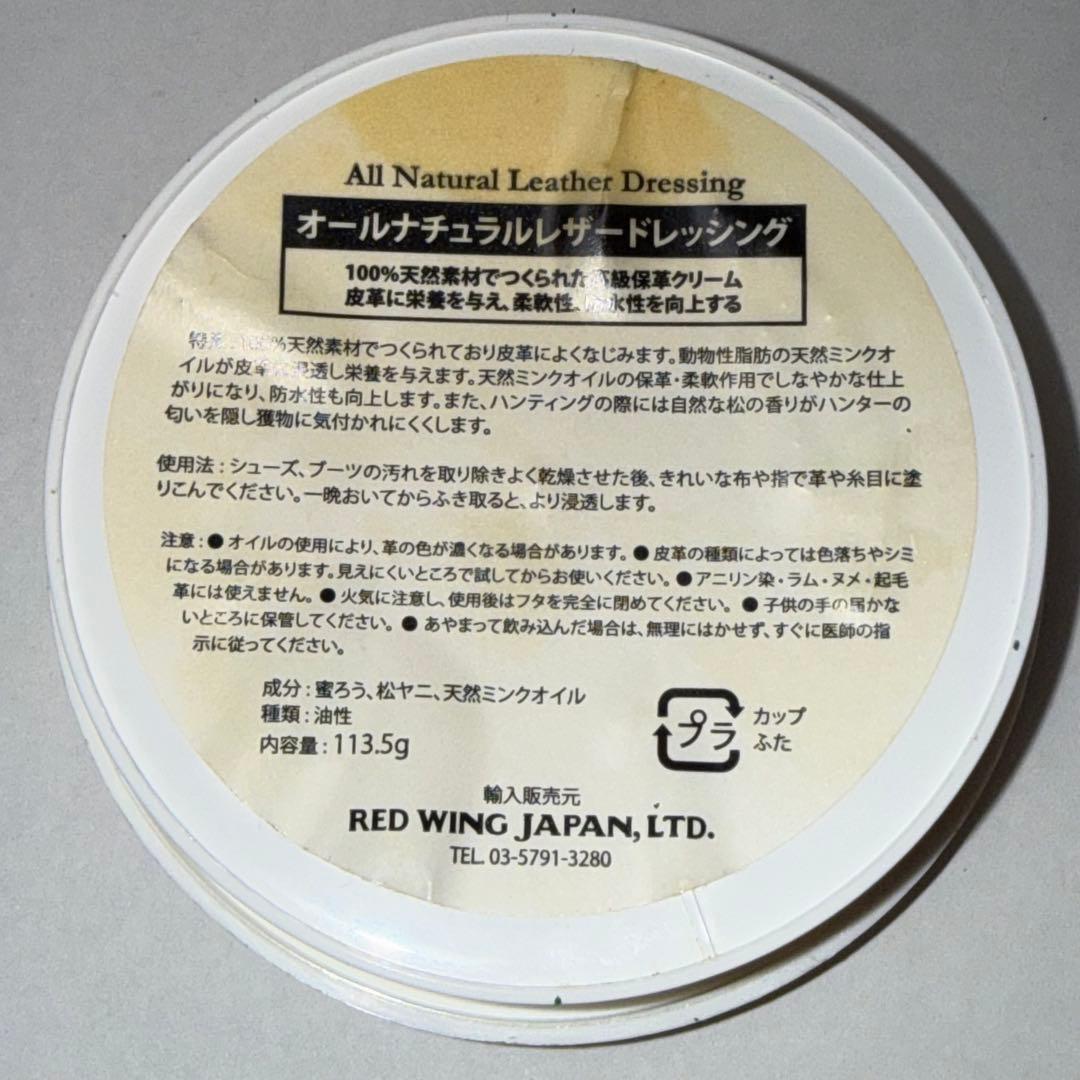 All Natural Leather Dressing
オールナチュラルレザードレッシング
100%天然素材でつくられた高級保革クリーム
皮革に栄養を与え、柔軟性、防水性を向上する
特長:100%天然素材でつくられており皮革によくなじみます。動物性脂肪の天然ミンクオ
イルが皮革に浸透し栄養を与えます。天然ミンクオイルの保革・柔軟作用でしなやかな仕上
がりになり、防水性も向上します。また、ハンティングの際には自然な松の香りがハンターの
匂いを隠し獲物に気付かれにくくします。
使用法:シューズ、ブーツの汚れを取り除きよく乾燥させた後、きれいな布や指で革や糸目に塗
りこんでください。一晩おいてからふき取ると、より浸透します。
注意:●オイルの使用により、革の色が濃くなる場合があります。●皮革の種類によっては色落ちやシミ
になる場合があります。見えにくいところで試してからお使いください。●アニリン染・ラム・ヌメ・起毛
革には使えません。●火気に注意し、使用後はフタを完全に閉めてください。●子供の手の届かな
いところに保管してください。●あやまって飲み込んだ場合は、無理にはかせず、すぐに医師の指
示に従ってください。
成分:蜜ろう、松ヤニ、天然ミンクオイル
種類:油性
内容量:113.5g
プラ
カップ
ふた
輸入販売元
RED WING JAPAN, LTD.
TEL. 03-5791-3280